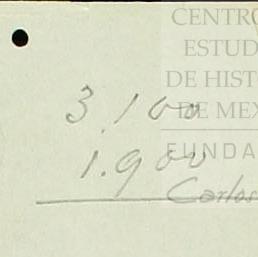 CENTRO
ESTUD
DE HIST
DE MEX
FUNDA
3.100
1.900
Carlos